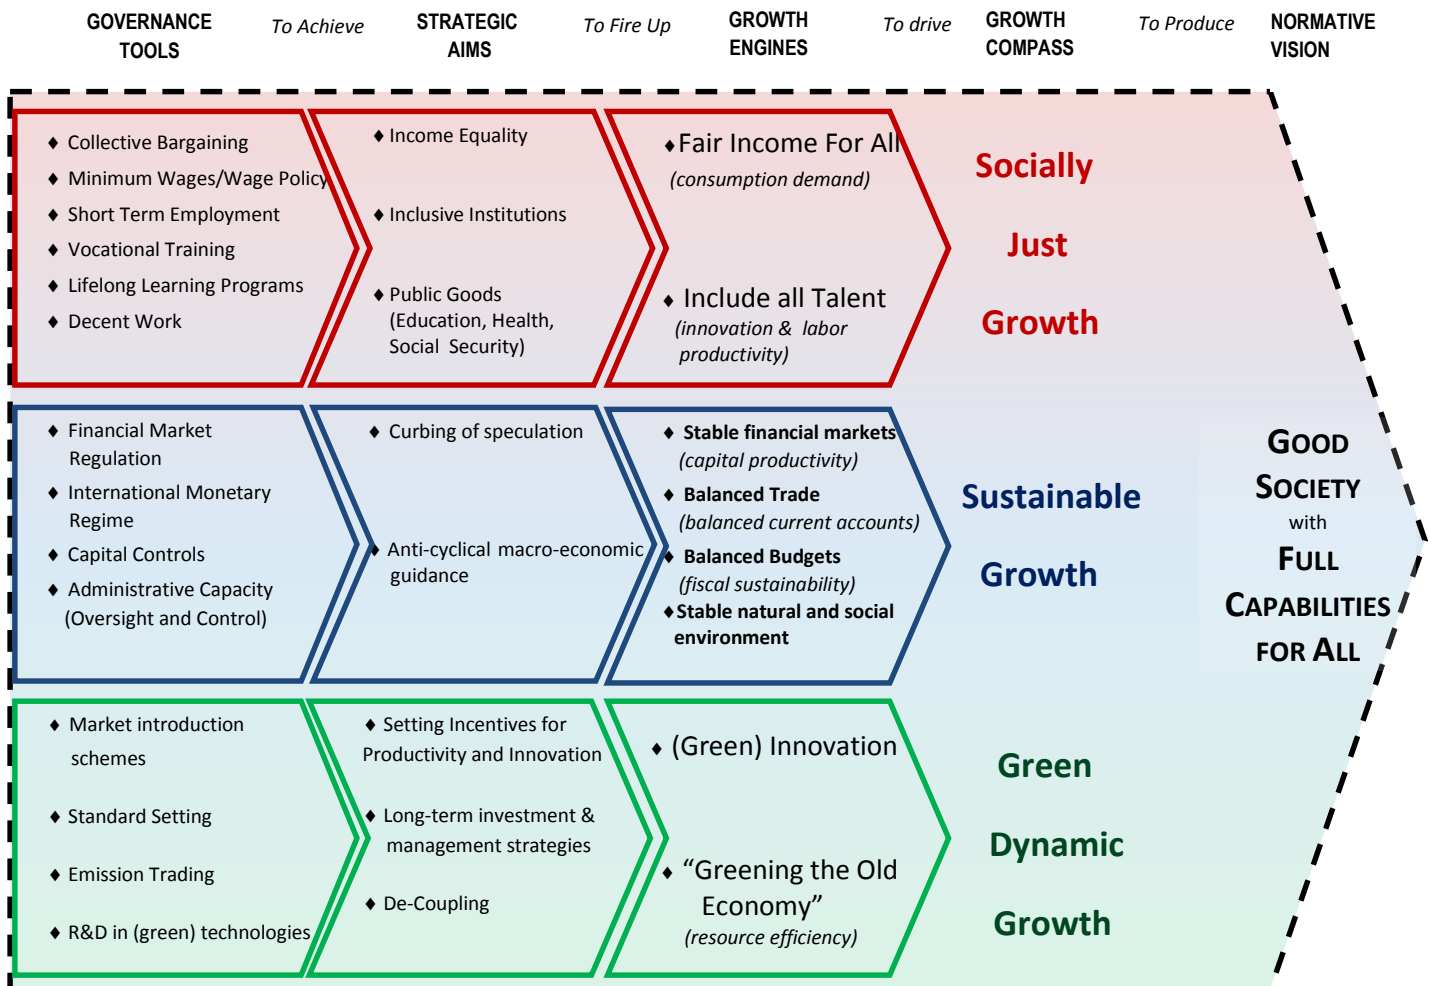 GOVERNANCE TOOLS
To Achieve
STRATEGIC AIMS
To Fire Up
GROWTH ENGINES
To drive
GROWTH COMPASS
To Produce
NORMATIVE VISION
♦ Collective Bargaining
♦ Minimum Wages/Wage Policy
♦ Short Term Employment
♦ Vocational Training
♦ Lifelong Learning Programs
♦ Decent Work
♦ Income Equality
♦ Inclusive Institutions
♦ Public Goods
(Education, Health,
Social Security)
♦ Fair Income For All
(consumption demand)
♦ Include all Talent
(innovation & labor
productivity)
Socially
Just
Growth
♦ Financial Market
Regulation
♦ International Monetary
Regime
♦ Capital Controls
♦ Administrative Capacity
(Oversight and Control)
♦ Curbing of speculation
♦ Anti-cyclical macro-economic
guidance
♦ Stable financial markets
(capital productivity)
♦ Balanced Trade
(balanced current accounts)
♦ Balanced Budgets
(fiscal sustainability)
♦ Stable natural and social
environment
Sustainable
Growth
GOOD
SOCIETY
with
FULL
CAPABILITIES
FOR ALL
♦ Market introduction
schemes
♦ Standard Setting
♦ Emission Trading
♦ R&D in (green) technologies
♦ Setting Incentives for
Productivity and Innovation
♦ Long-term investment &
management strategies
♦ De-Coupling
♦ (Green) Innovation
♦ “Greening the Old
Economy”
(resource efficiency)
Green
Dynamic
Growth